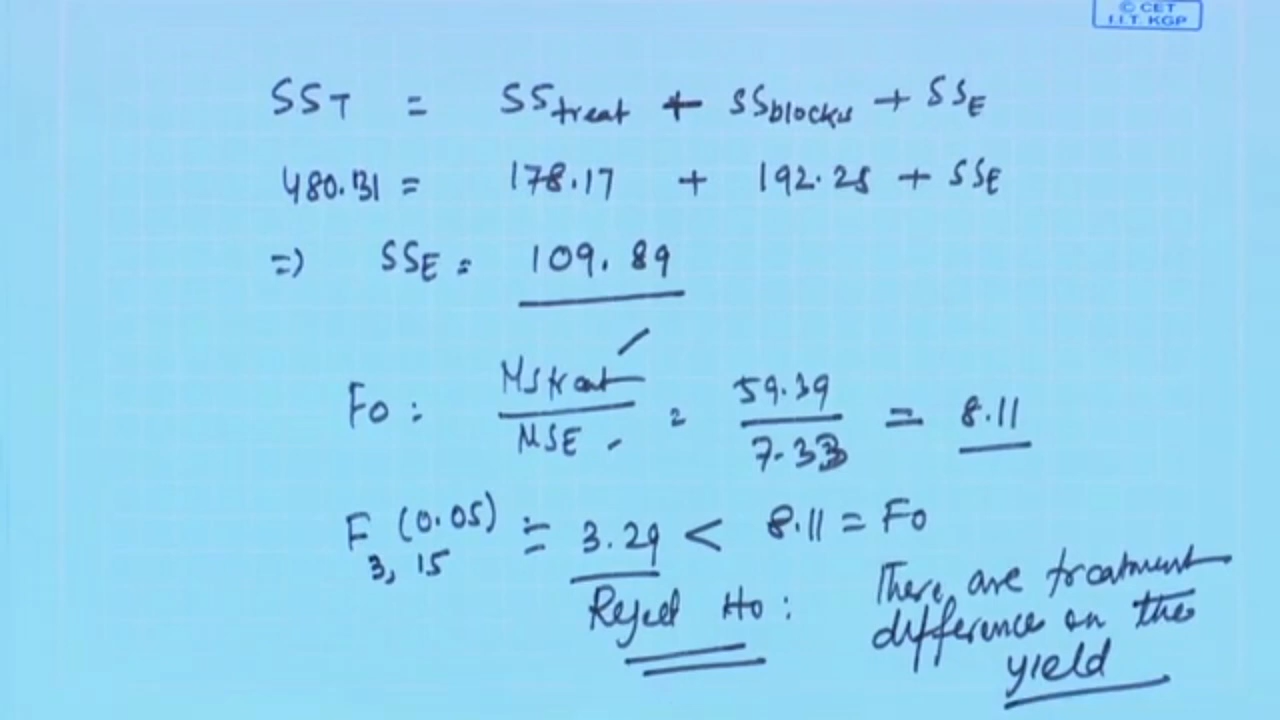 © CET
I.I.T. KGP
SST = SStreat + SSblocks + SSE
480.31 = 178.17 + 192.25 + SSE
=> SSE = 109.89
F0 : MStreat / MSE = 59.39 / 7.33 = 8.11
F3, 15 (0.05) = 3.29 < 8.11 = F0
Reject H0 : There are treatment
difference on the
yield